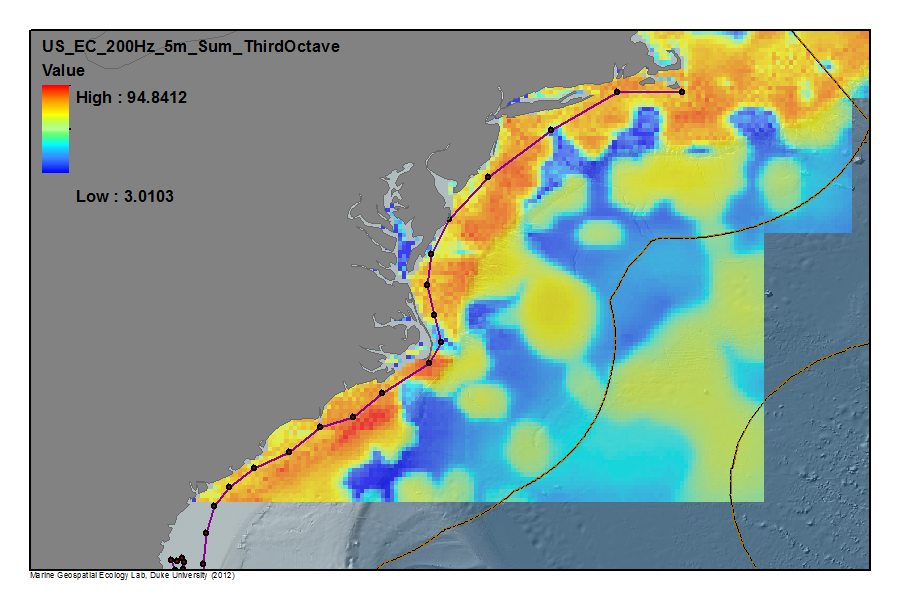 US_EC_200Hz_5m_Sum_ThirdOctave
Value
High : 94.8412
Low : 3.0103
Marine Geospatial Ecology Lab, Duke University (2012)